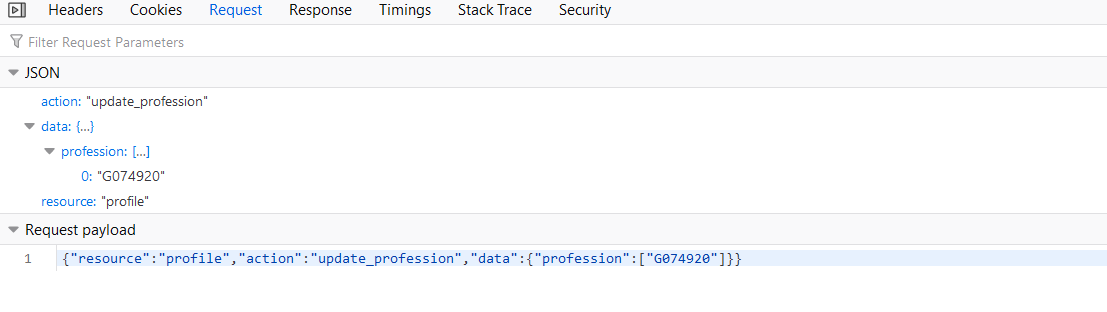 Headers Cookies Request Response Timings Stack Trace Security
Filter Request Parameters
JSON
action: "update_profession"
data: {…}
profession: […]
0: "G074920"
resource: "profile"
Request payload
1 {"resource":"profile","action":"update_profession","data":{"profession":["G074920"]}}